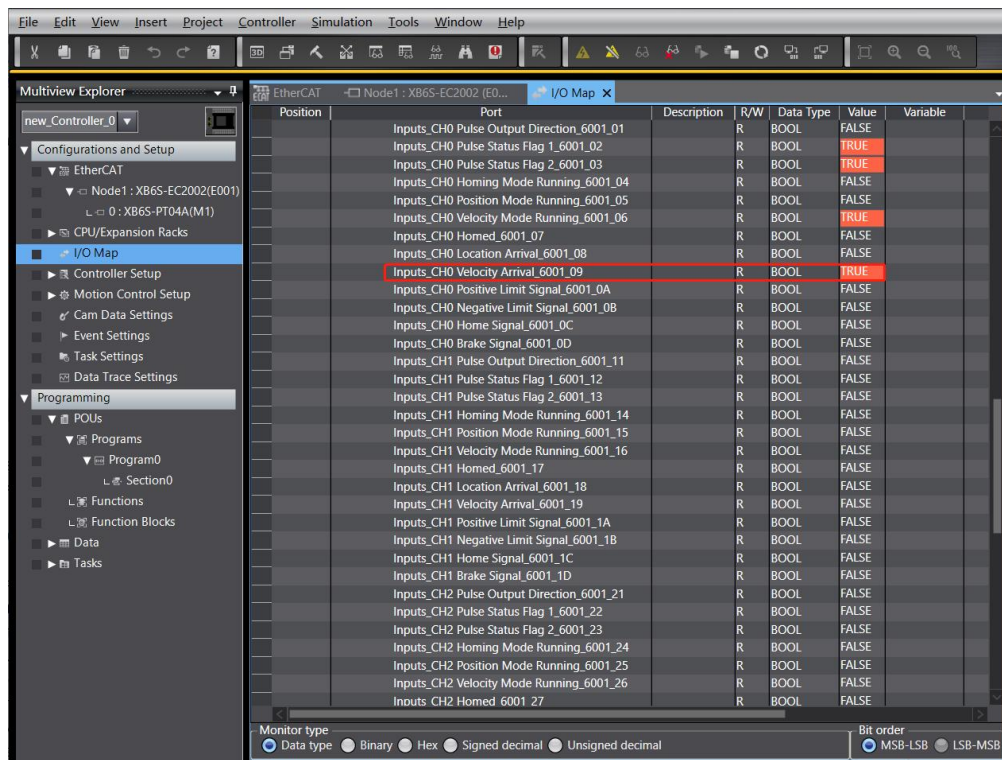 File Edit View Insert Project Controller Simulation Tools Window Help
Multiview Explorer
new_Controller_0
Configurations and Setup
EtherCAT
Node1 : XB6S-EC2002(E001)
0 : XB6S-PT04A(M1)
CPU/Expansion Racks
I/O Map
Controller Setup
Motion Control Setup
Cam Data Settings
Event Settings
Task Settings
Data Trace Settings
Programming
POUs
Programs
Program0
Section0
Functions
Function Blocks
Data
Tasks
EtherCAT Node1 : XB6S-EC2002 (E0... I/O Map
Position Port Description R/W Data Type Value Variable
Inputs_CH0 Pulse Output Direction_6001_01 R BOOL FALSE
Inputs_CH0 Pulse Status Flag 1_6001_02 R BOOL TRUE
Inputs_CH0 Pulse Status Flag 2_6001_03 R BOOL TRUE
Inputs_CH0 Homing Mode Running_6001_04 R BOOL FALSE
Inputs_CH0 Position Mode Running_6001_05 R BOOL FALSE
Inputs_CH0 Velocity Mode Running_6001_06 R BOOL TRUE
Inputs_CH0 Homed_6001_07 R BOOL FALSE
Inputs_CH0 Location Arrival_6001_08 R BOOL FALSE
Inputs_CH0 Velocity Arrival_6001_09 R BOOL TRUE
Inputs_CH0 Positive Limit Signal_6001_0A R BOOL FALSE
Inputs_CH0 Negative Limit Signal_6001_0B R BOOL FALSE
Inputs_CH0 Home Signal_6001_0C R BOOL FALSE
Inputs_CH0 Brake Signal_6001_0D R BOOL FALSE
Inputs_CH1 Pulse Output Direction_6001_11 R BOOL FALSE
Inputs_CH1 Pulse Status Flag 1_6001_12 R BOOL FALSE
Inputs_CH1 Pulse Status Flag 2_6001_13 R BOOL FALSE
Inputs_CH1 Homing Mode Running_6001_14 R BOOL FALSE
Inputs_CH1 Position Mode Running_6001_15 R BOOL FALSE
Inputs_CH1 Velocity Mode Running_6001_16 R BOOL FALSE
Inputs_CH1 Homed_6001_17 R BOOL FALSE
Inputs_CH1 Location Arrival_6001_18 R BOOL FALSE
Inputs_CH1 Velocity Arrival_6001_19 R BOOL FALSE
Inputs_CH1 Positive Limit Signal_6001_1A R BOOL FALSE
Inputs_CH1 Negative Limit Signal_6001_1B R BOOL FALSE
Inputs_CH1 Home Signal_6001_1C R BOOL FALSE
Inputs_CH1 Brake Signal_6001_1D R BOOL FALSE
Inputs_CH2 Pulse Output Direction_6001_21 R BOOL FALSE
Inputs_CH2 Pulse Status Flag 1_6001_22 R BOOL FALSE
Inputs_CH2 Pulse Status Flag 2_6001_23 R BOOL FALSE
Inputs_CH2 Homing Mode Running_6001_24 R BOOL FALSE
Inputs_CH2 Position Mode Running_6001_25 R BOOL FALSE
Inputs_CH2 Velocity Mode Running_6001_26 R BOOL FALSE
Inputs_CH2 Homed_6001_27 R BOOL FALSE
Monitor type Bit order
Data type Binary Hex Signed decimal Unsigned decimal MSB-LSB LSB-MSB